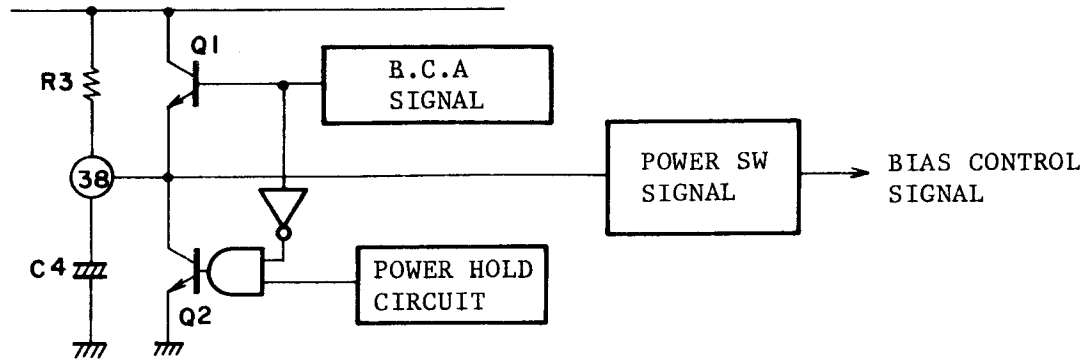 Q1
R3
B.C.A
SIGNAL
38
POWER SW
SIGNAL
BIAS CONTROL
SIGNAL
C4
Q2
POWER HOLD
CIRCUIT